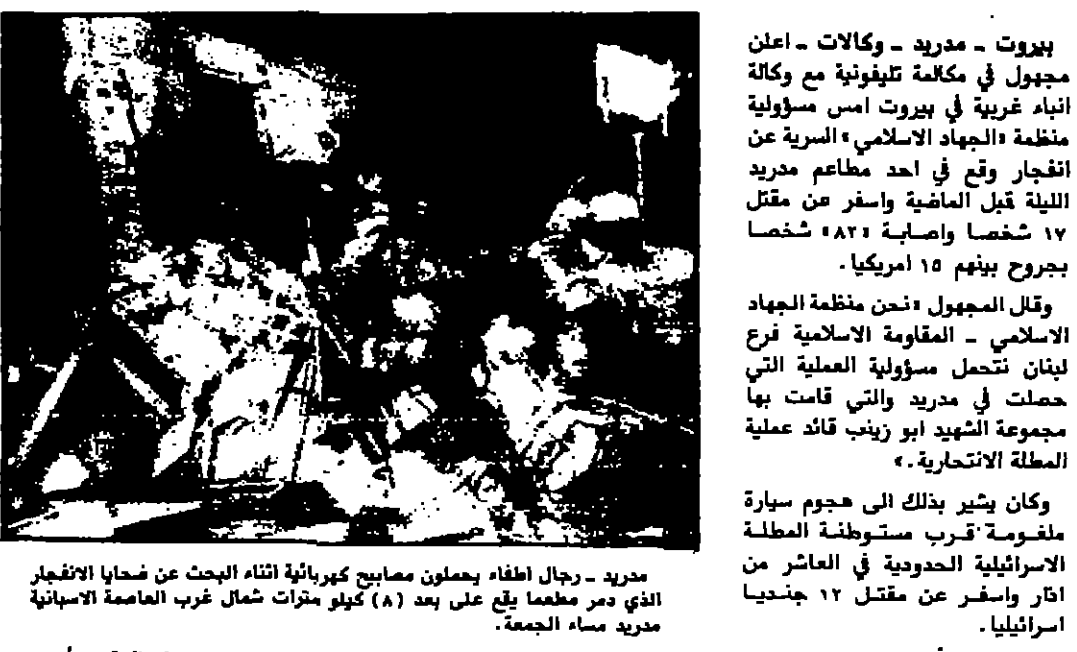 بيروت ـ مدريد ـ وكالات ـ اعلن
مجهول في مكالمة تليفونية مع وكالة
انباء غربية في بيروت امس مسؤولية
منظمة «الجهاد الاسلامي» السرية عن
انفجار وقع في احد مطاعم مدريد
الليلة قبل الماضية واسفر عن مقتل
١٧ شخصا واصابة «٨٢» شخصا
بجروح بينهم ١٥ امريكيا.
وقال المجهول «نحن منظمة الجهاد
الاسلامي ـ المقاومة الاسلامية فرع
لبنان نتحمل مسؤولية العملية التي
حصلت في مدريد والتي قامت بها
مجموعة الشهيد ابو زينب قائد عملية
المطلة الانتحارية.»
وكان يشير بذلك الى هجوم سيارة
ملغومة قرب مستوطنة المطلة
الاسرائيلية الحدودية في العاشر من
اذار واسفر عن مقتل ١٢ جنديا
اسرائيليا.
مدريد ـ رجال اطفاء يحملون مصابيح كهربائية اثناء البحث عن ضحايا الانفجار
الذي دمر مطعما يقع على بعد (٨) كيلو مترات شمال غرب العاصمة الاسبانية
مدريد مساء الجمعة.